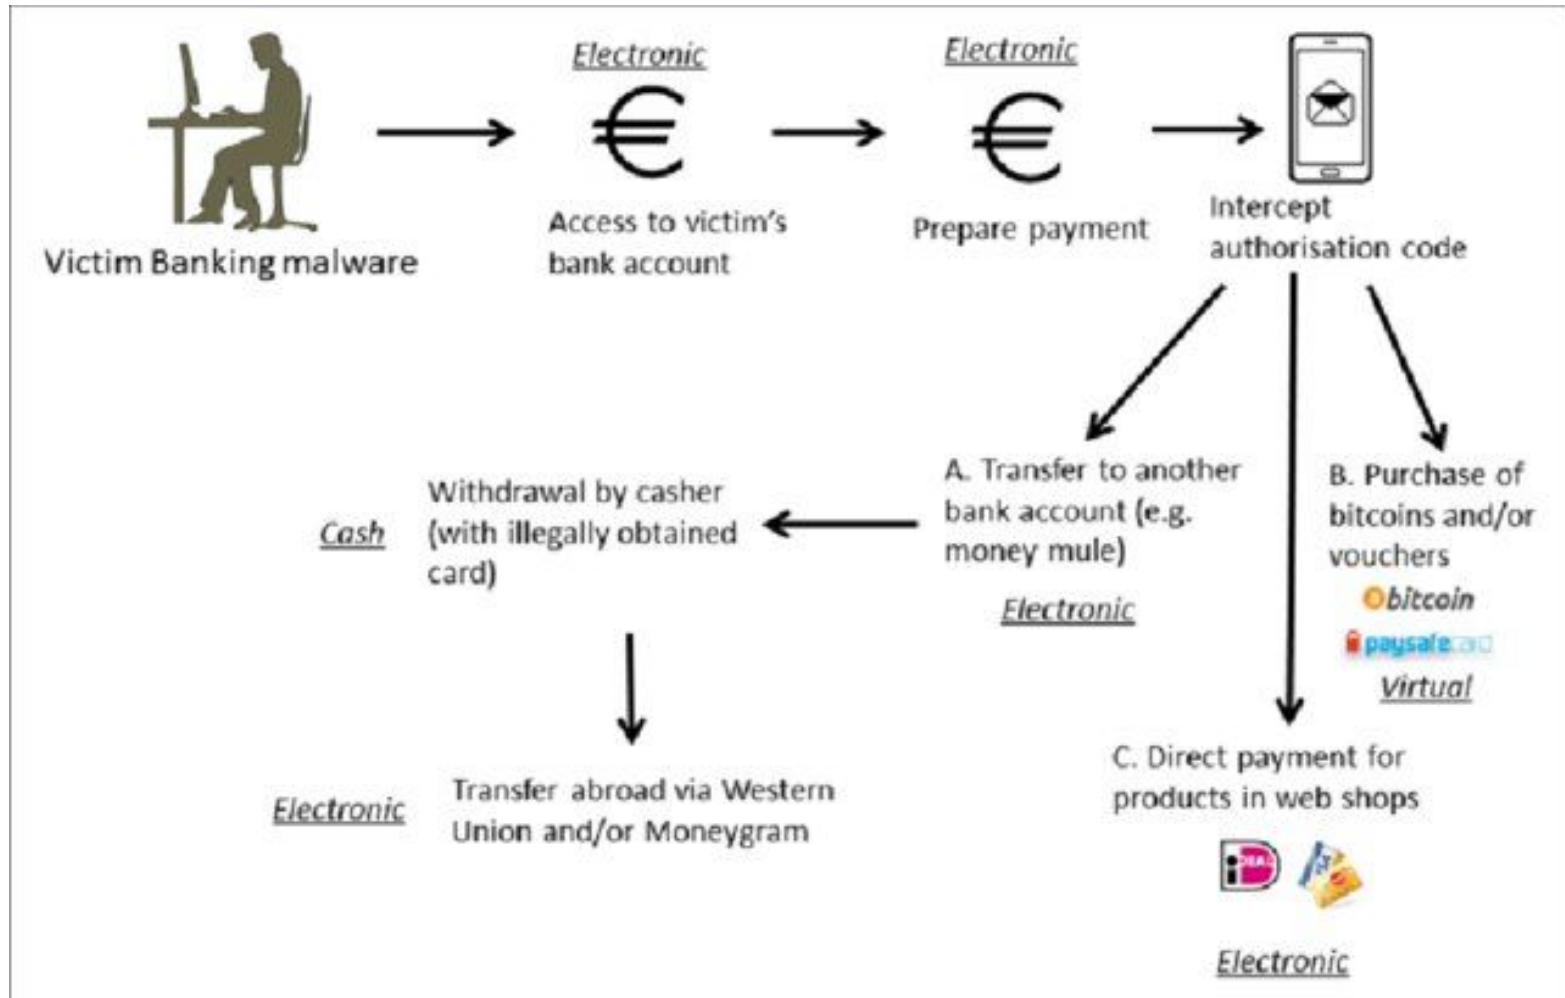 Electronic
Electronic
Victim Banking malware
Access to victim's
bank account
Prepare payment
Intercept
authorisation code
A. Transfer to another
bank account (e.g.
money mule)
Electronic
B. Purchase of
bitcoins and/or
vouchers
bitcoin
paysafecard
Virtual
Withdrawal by casher
(with illegally obtained
card)
Cash
Electronic
Transfer abroad via Western
Union and/or Moneygram
C. Direct payment for
products in web shops
iDEAL
Electronic